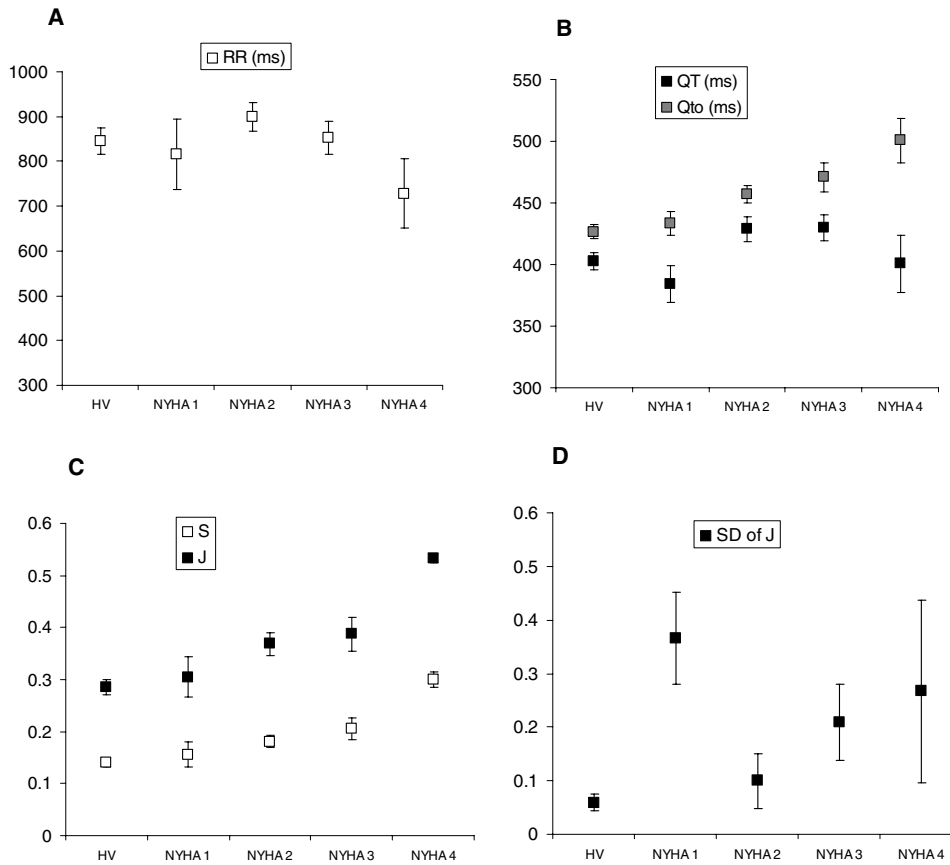 A
RR (ms)
1000
900
800
700
600
500
400
300
HV NYHA 1 NYHA 2 NYHA 3 NYHA 4
B
QT (ms)
Qto (ms)
550
500
450
400
350
300
HV NYHA 1 NYHA 2 NYHA 3 NYHA 4
C
S
J
0.6
0.5
0.4
0.3
0.2
0.1
0
HV NYHA 1 NYHA 2 NYHA 3 NYHA 4
D
SD of J
0.6
0.5
0.4
0.3
0.2
0.1
0
HV NYHA 1 NYHA 2 NYHA 3 NYHA 4